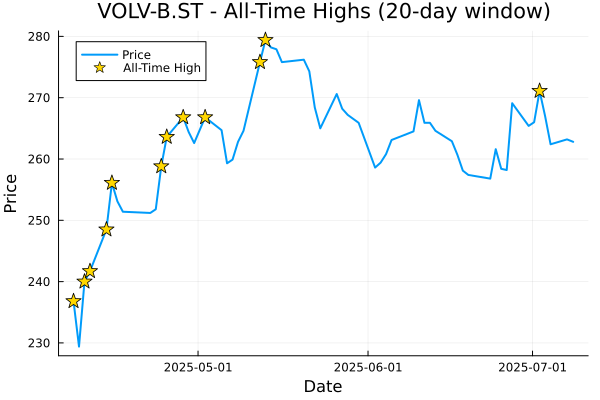 VOLV-B.ST - All-Time Highs (20-day window)
Price
All-Time High
280
270
260
250
240
230
Price
2025-05-01
2025-06-01
2025-07-01
Date